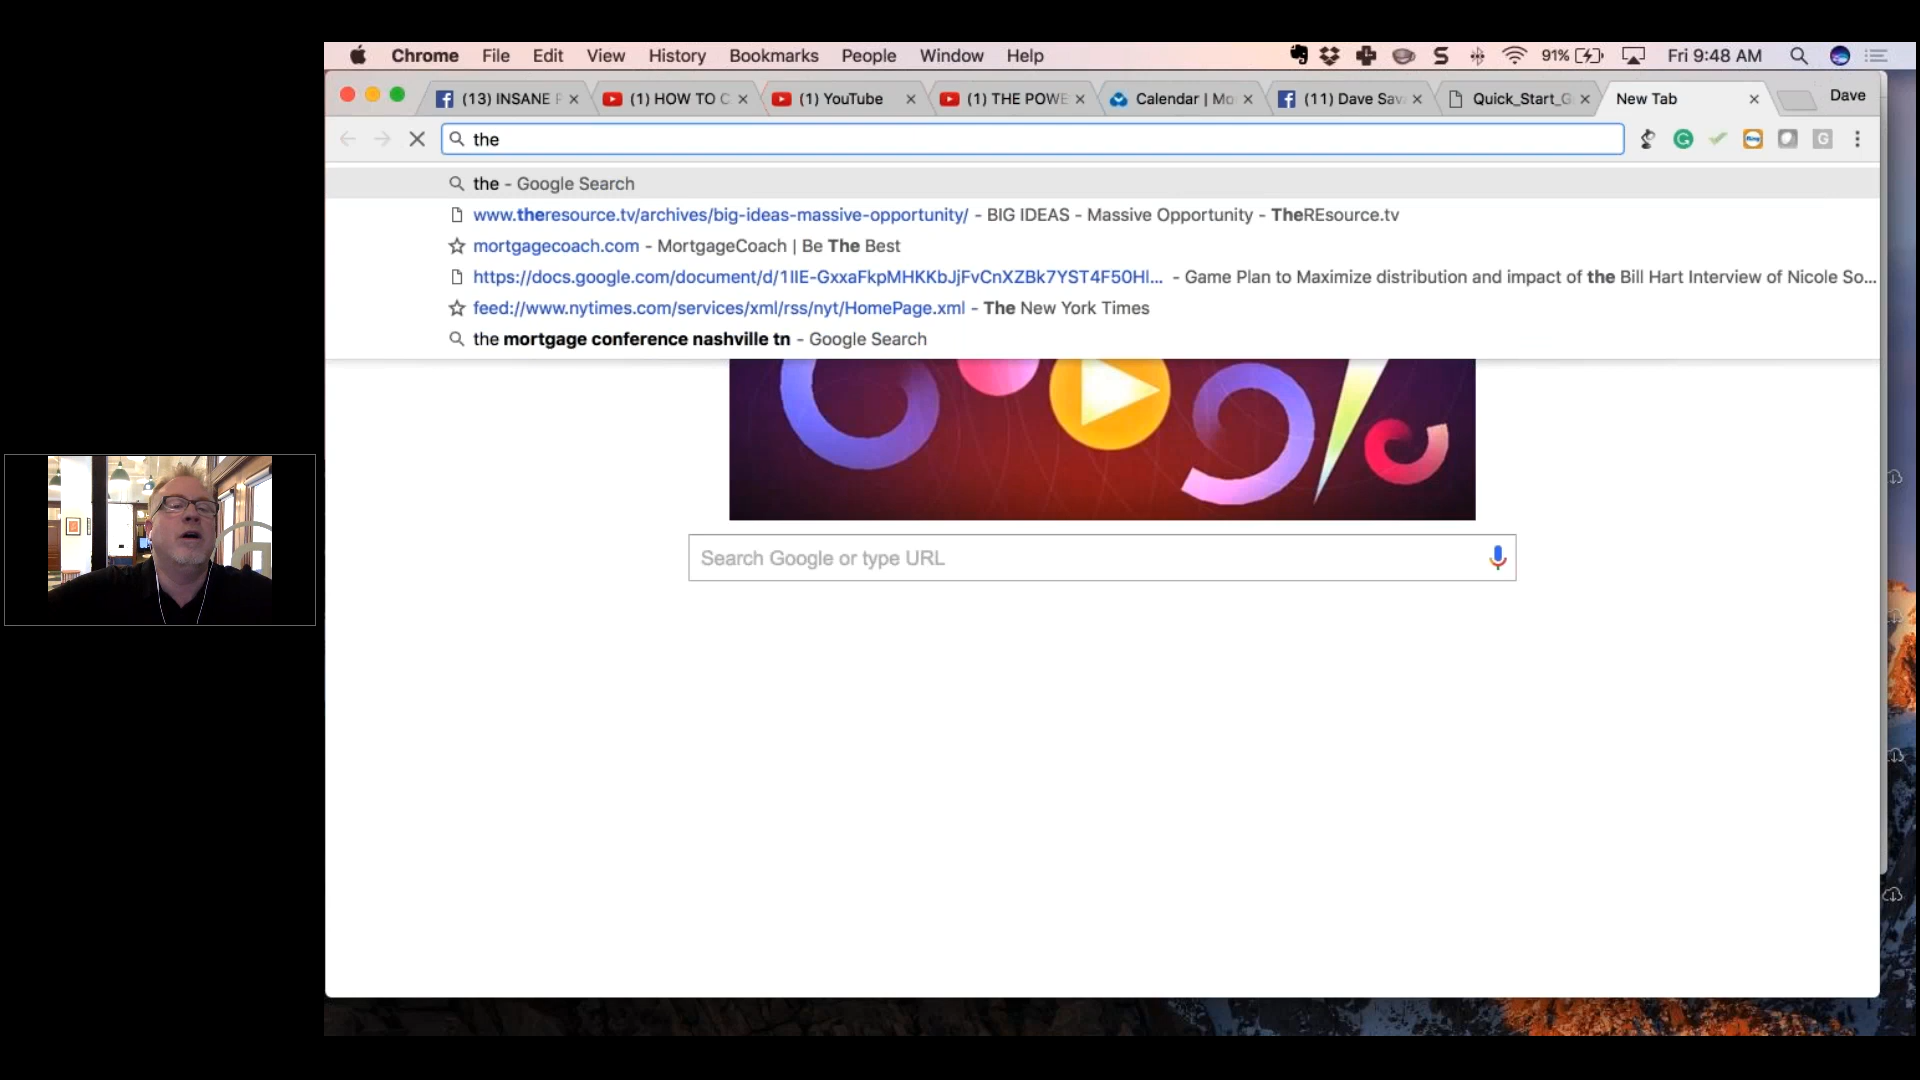 Chrome File Edit View History Bookmarks People Window Help 91% Fri 9:48 AM
(13) INSANE (1) HOW TO C (1) YouTube (1) THE POWE Calendar | Mo (11) Dave Sav Quick_Start_G New Tab Dave
the
the - Google Search
www.theresource.tv/archives/big-ideas-massive-opportunity/ - BIG IDEAS - Massive Opportunity - TheREsource.tv
mortgagecoach.com - MortgageCoach | Be The Best
https://docs.google.com/document/d/1IIE-GxxaFkpMHKKbJjFvCnXZBk7YST4F50HI... - Game Plan to Maximize distribution and impact of the Bill Hart Interview of Nicole So...
feed://www.nytimes.com/services/xml/rss/nyt/HomePage.xml - The New York Times
the mortgage conference nashville tn - Google Search
Search Google or type URL